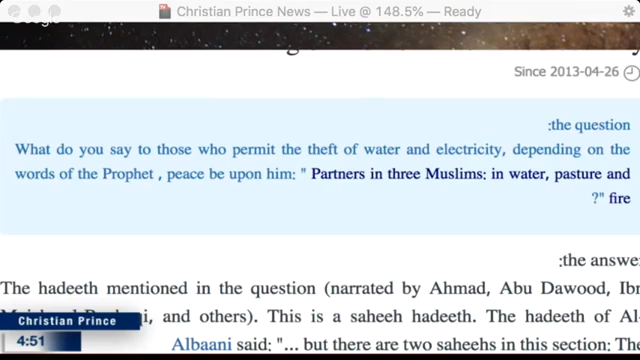 Christian Prince News — Live @ 148.5% — Ready
Google
Since 2013-04-26
:the question
What do you say to those who permit the theft of water and electricity, depending on the
words of the Prophet , peace be upon him: " Partners in three Muslims: in water, pasture and
?" fire
:the answe
The hadeeth mentioned in the question (narrated by Ahmad, Abu Dawood, Ibn
and others). This is a saheeh hadeeth. The hadeeth of Al-
Christian Prince
4:51
Albaani said: "... but there are two saheehs in this section: The